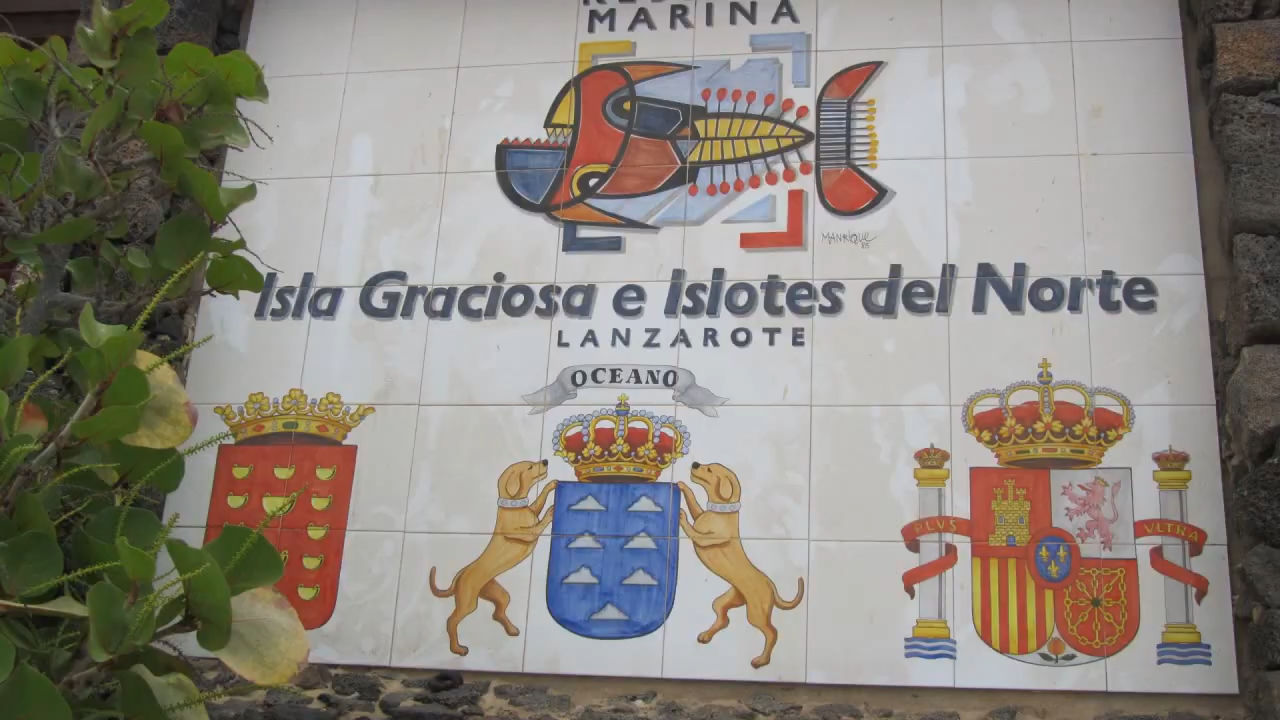 MARINA
MANRIQUE
Isla Graciosa e Islotes del Norte
LANZAROTE
OCEANO
PLVS
VLTRA